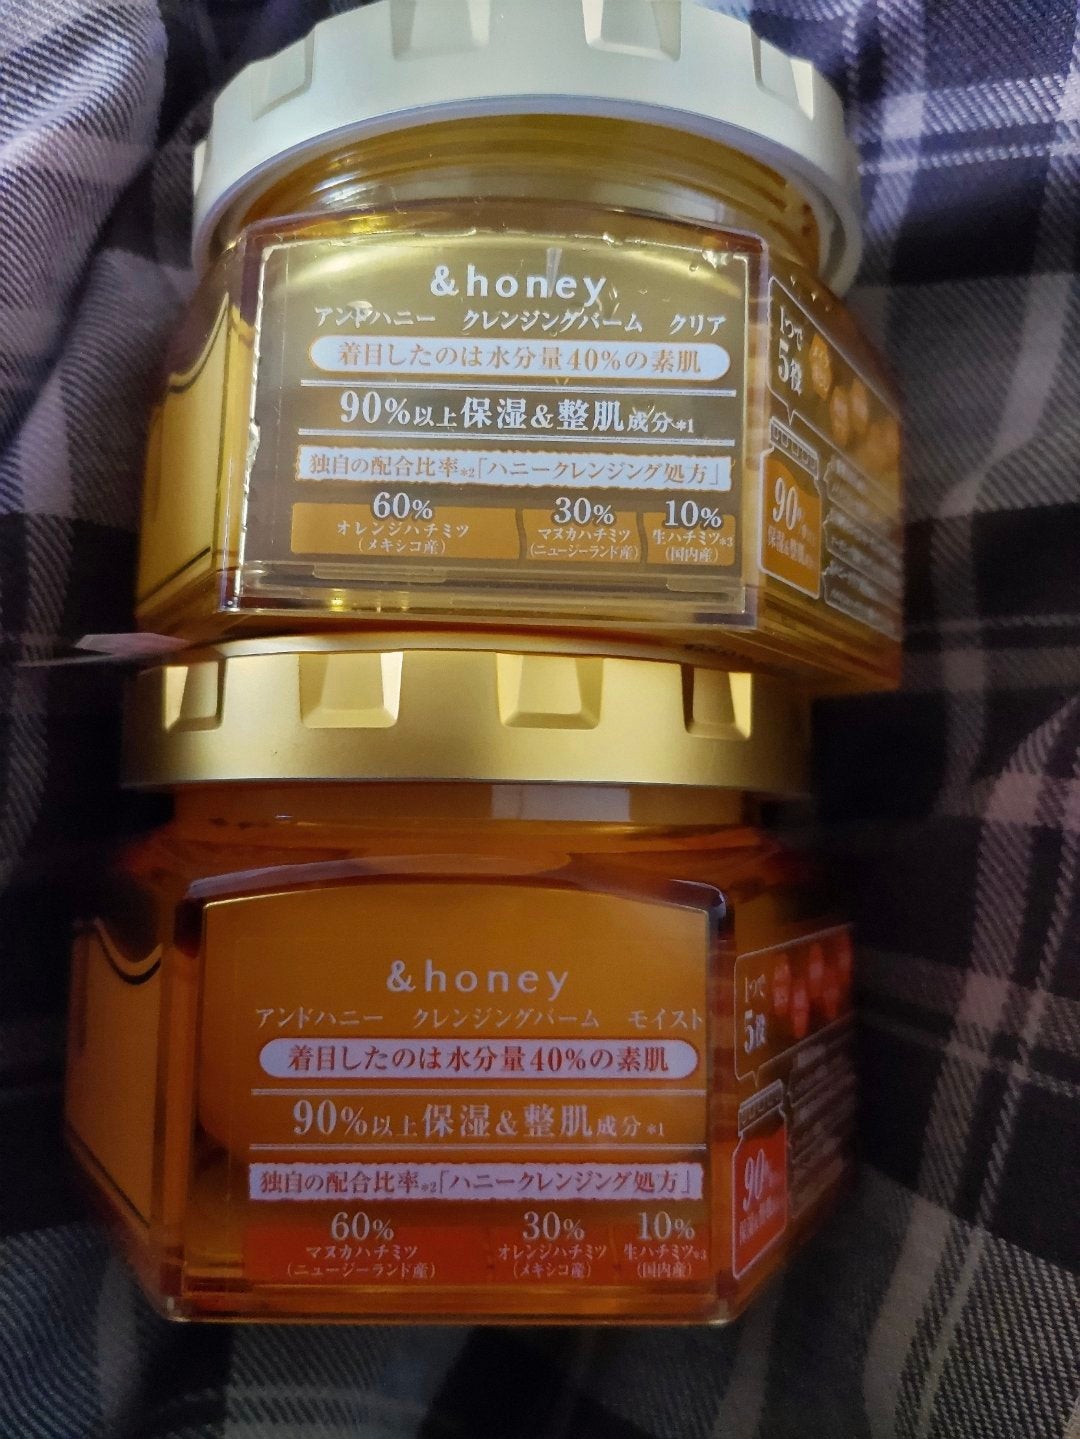 &honey
アンドハニー クレンジングバーム クリア
着目したのは水分量40%の素肌
90%以上保湿&整肌成分*1
独自の配合比率*2「ハニークレンジング処方」
60%
オレンジハチミツ
(メキシコ産)
30%
マヌカハチミツ
(ニュージーランド産)
10%
生ハチミツ*3
(国内産)
1つで
5役
90%
保湿&整肌
&honey
アンドハニー クレンジングバーム モイスト
着目したのは水分量40%の素肌
90%以上保湿&整肌成分*1
独自の配合比率*2「ハニークレンジング処方」
60%
マヌカハチミツ
(ニュージーランド産)
30%
オレンジハチミツ
(メキシコ産)
10%
生ハチミツ*3
(国内産)
1つで
5役
90%